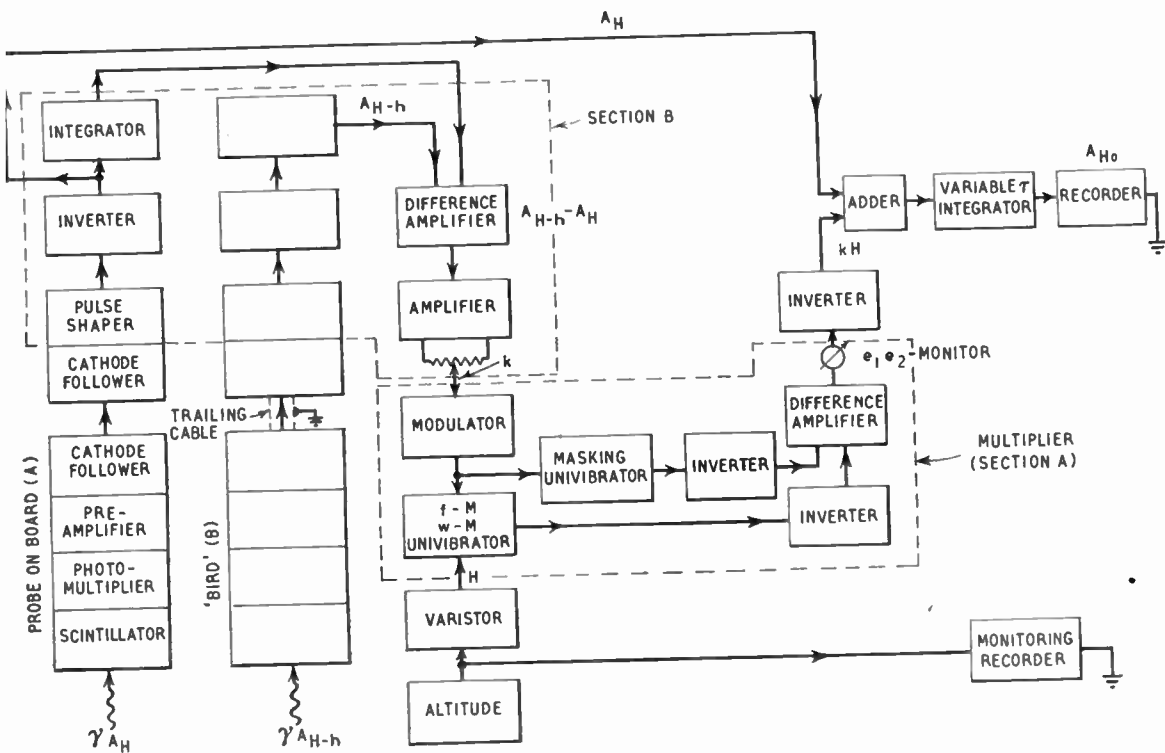 A_H
INTEGRATOR
A_H-h
SECTION B
INVERTER
DIFFERENCE
AMPLIFIER
A_H-h-A_H
ADDER
VARIABLE τ
INTEGRATOR
A_Ho
RECORDER
kH
PULSE
SHAPER
AMPLIFIER
INVERTER
CATHODE
FOLLOWER
k
e₁ e₂-MONITOR
TRAILING
CABLE
MODULATOR
DIFFERENCE
AMPLIFIER
CATHODE
FOLLOWER
MASKING
UNIVIBRATOR
INVERTER
MULTIPLIER
(SECTION A)
PRE-
AMPLIFIER
f-M
w-M
UNIVIBRATOR
INVERTER
PROBE ON BOARD (A)
PHOTO-
MULTIPLIER
'BIRD' (B)
H
SCINTILLATOR
VARISTOR
MONITORING
RECORDER
ALTITUDE
γ A_H
γ A_H-h